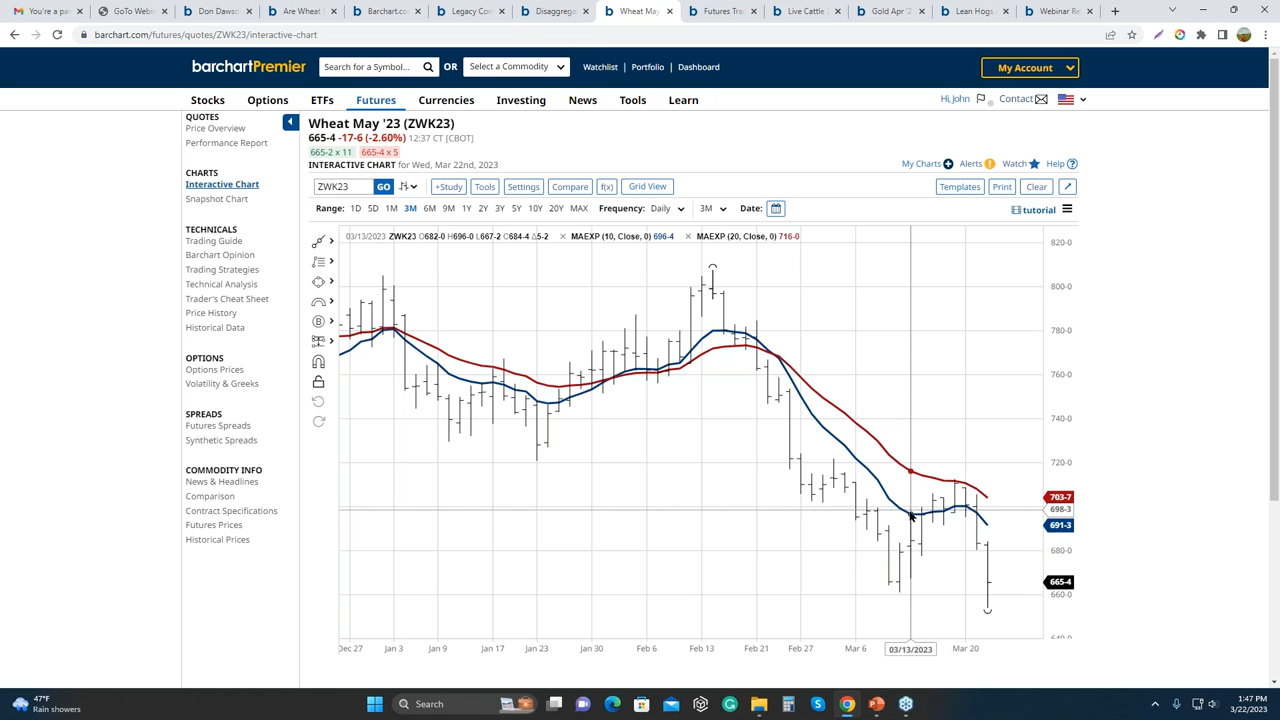 You're a pa
GoTo Webi
Don Dawso
Are Wheat
Barchart.co
Legacy Con
Disaggrega
Wheat May
Futures Tra
Live Cattle
Gold Apr '2
Lean Hogs
Webinar Re
barchart.com/futures/quotes/ZWK23/interactive-chart
barchartPremier
Search for a Symbol...
OR
Select a Commodity
Watchlist | Portfolio | Dashboard
My Account
Stocks Options ETFs Futures Currencies Investing News Tools Learn
Hi, John
Contact
QUOTES
Price Overview
Performance Report
CHARTS
Interactive Chart
Snapshot Chart
TECHNICALS
Trading Guide
Barchart Opinion
Trading Strategies
Technical Analysis
Trader's Cheat Sheet
Price History
Historical Data
OPTIONS
Options Prices
Volatility & Greeks
SPREADS
Futures Spreads
Synthetic Spreads
COMMODITY INFO
News & Headlines
Comparison
Contract Specifications
Futures Prices
Historical Prices
Wheat May '23 (ZWK23)
665-4 -17-6 (-2.60%) 12:37 CT [CBOT]
665-2 x 11 665-4 x 5
INTERACTIVE CHART for Wed, Mar 22nd, 2023
My Charts Alerts Watch Help
ZWK23 GO +Study Tools Settings Compare f(x) Grid View
Templates Print Clear
Range: 1D 5D 1M 3M 6M 9M 1Y 2Y 3Y 5Y 10Y 20Y MAX Frequency: Daily 3M Date:
tutorial
03/13/2023 ZWK23 O682-0 H696-0 L667-2 C684-4 Δ5-2 × MAEXP (10, Close, 0) 696-4 × MAEXP (20, Close, 0) 716-0
820-0
800-0
780-0
760-0
740-0
720-0
703-7
698-3
691-3
680-0
665-4
660-0
640-0
Dec 27 Jan 3 Jan 9 Jan 17 Jan 23 Jan 30 Feb 6 Feb 13 Feb 21 Feb 27 Mar 6 03/13/2023 Mar 20
47°F
Rain showers
Search
1:47 PM
3/22/2023